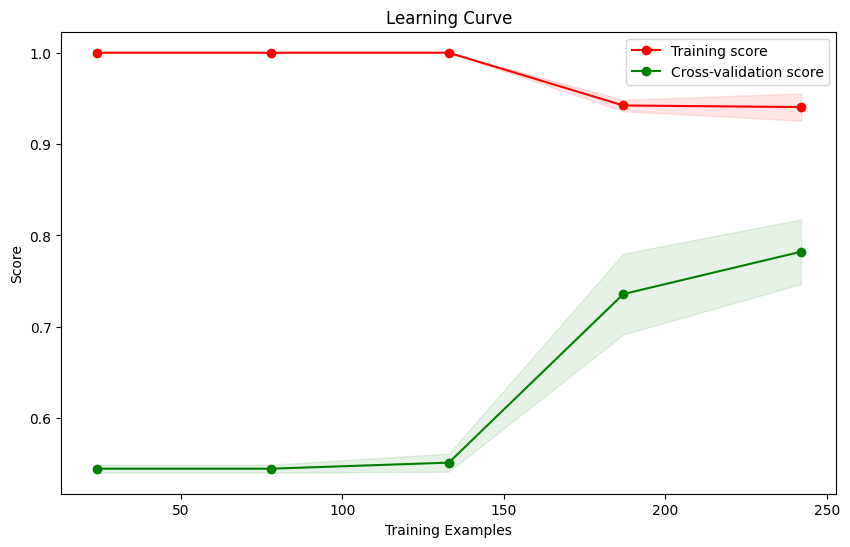 Learning Curve
Training score
Cross-validation score
1.0
0.9
0.8
0.7
0.6
Score
50
100
150
200
250
Training Examples